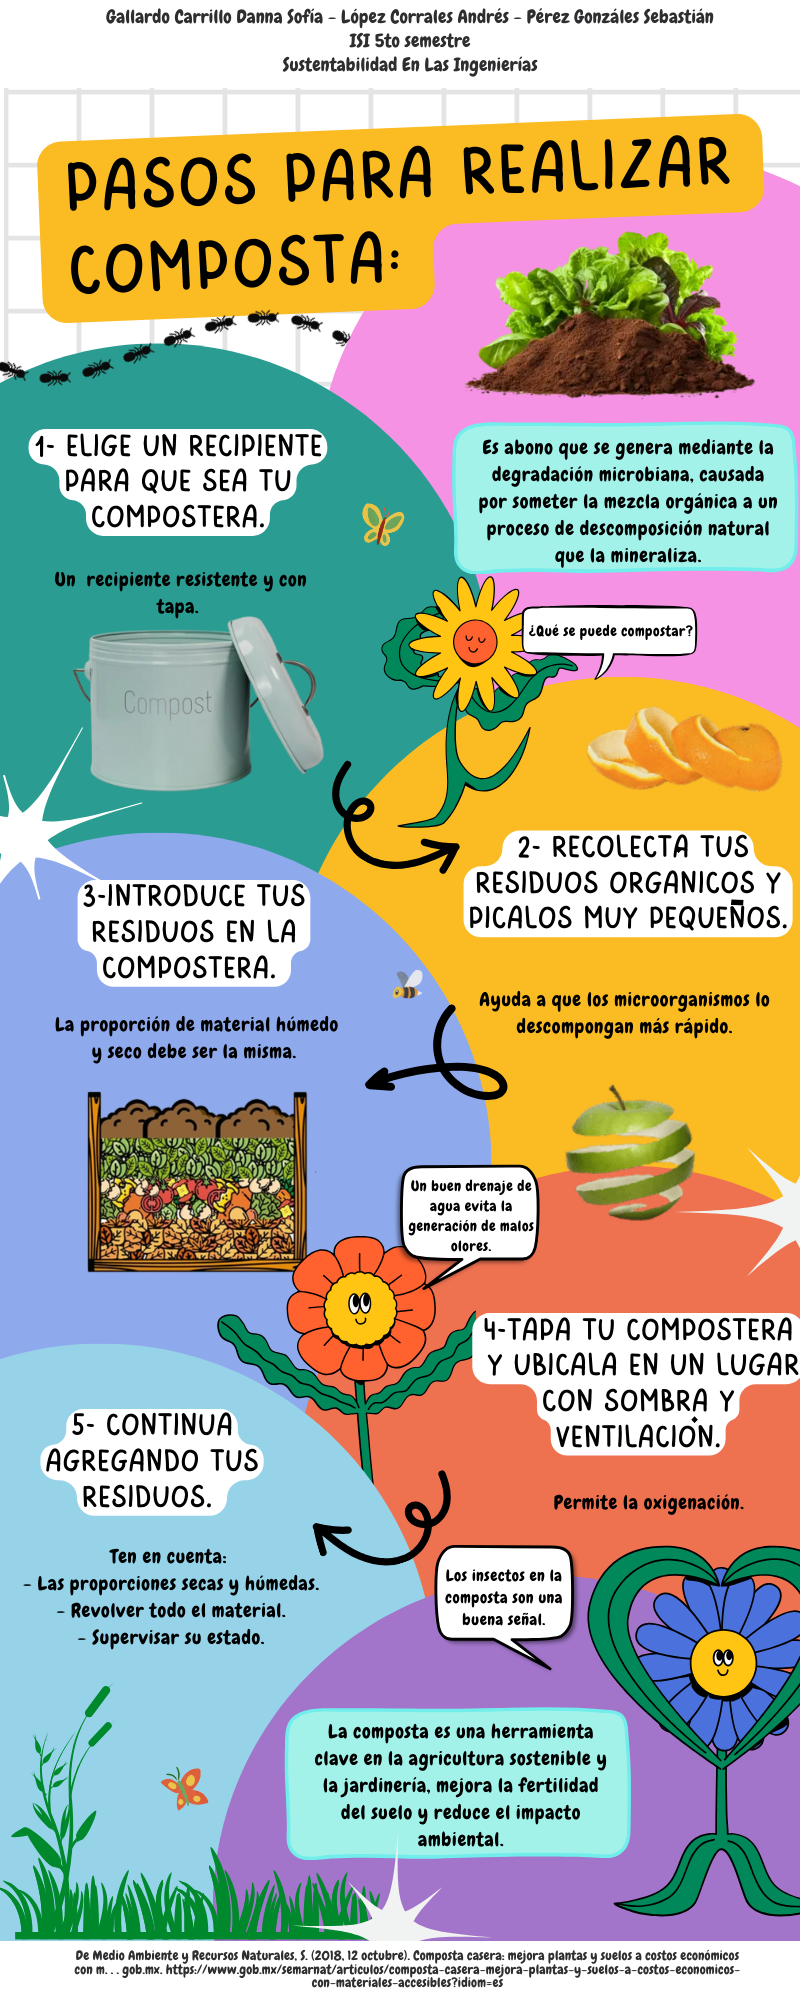 Gallardo Carrillo Danna Sofía - López Corrales Andrés - Pérez Gonzáles Sebastián
ISI 5to semestre
Sustentabilidad En Las Ingenierías
PASOS PARA REALIZAR
COMPOSTA:
Es abono que se genera mediante la
degradación microbiana, causada
por someter la mezcla orgánica a un
proceso de descomposición natural
que la mineraliza.
1- ELIGE UN RECIPIENTE
PARA QUE SEA TU
COMPOSTERA.
Un recipiente resistente y con
tapa.
Compost
¿Qué se puede compostar?
2- RECOLECTA TUS
RESIDUOS ORGANICOS Y
PICALOS MUY PEQUEÑOS.
Ayuda a que los microorganismos lo
descompongan más rápido.
3-INTRODUCE TUS
RESIDUOS EN LA
COMPOSTERA.
La proporción de material húmedo
y seco debe ser la misma.
Un buen drenaje de
agua evita la
generación de malos
olores.
4-TAPA TU COMPOSTERA
Y UBICALA EN UN LUGAR
CON SOMBRA Y
VENTILACIÓN.
Permite la oxigenación.
5- CONTINUA
AGREGANDO TUS
RESIDUOS.
Ten en cuenta:
- Las proporciones secas y húmedas.
- Revolver todo el material.
- Supervisar su estado.
Los insectos en la
composta son una
buena señal.
La composta es una herramienta
clave en la agricultura sostenible y
la jardinería, mejora la fertilidad
del suelo y reduce el impacto
ambiental.
De Medio Ambiente y Recursos Naturales, S. (2018, 12 octubre). Composta casera: mejora plantas y suelos a costos económicos
con m. . . gob.mx. https://www.gob.mx/semarnat/articulos/composta-casera-mejora-plantas-y-suelos-a-costos-economicos-
con-materiales-accesibles?idiom=es